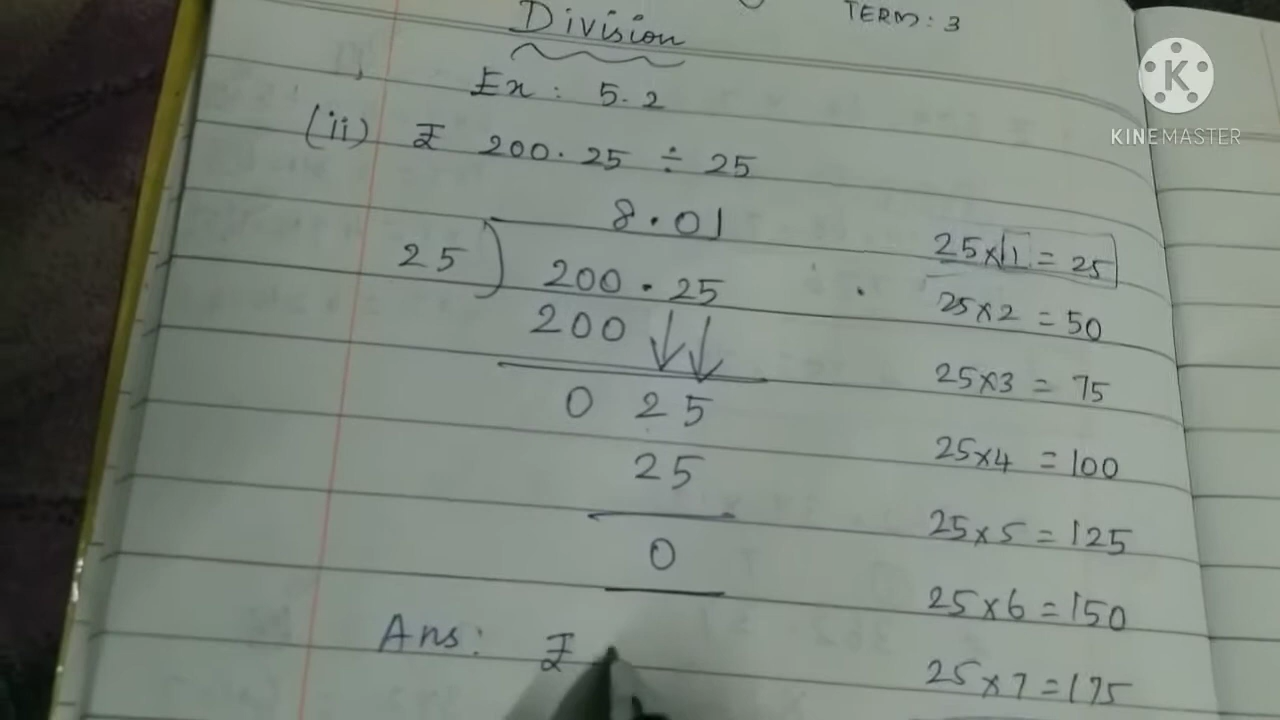 TERM: 3
Division
Ex: 5.2
(ii) ₹ 200.25 ÷ 25
8.01
25 ) 200.25
200
0 25
25
0
Ans: ₹
25×1 = 25
25×2 = 50
25×3 = 75
25×4 = 100
25×5 = 125
25×6 = 150
25×7 = 175
KINEMASTER